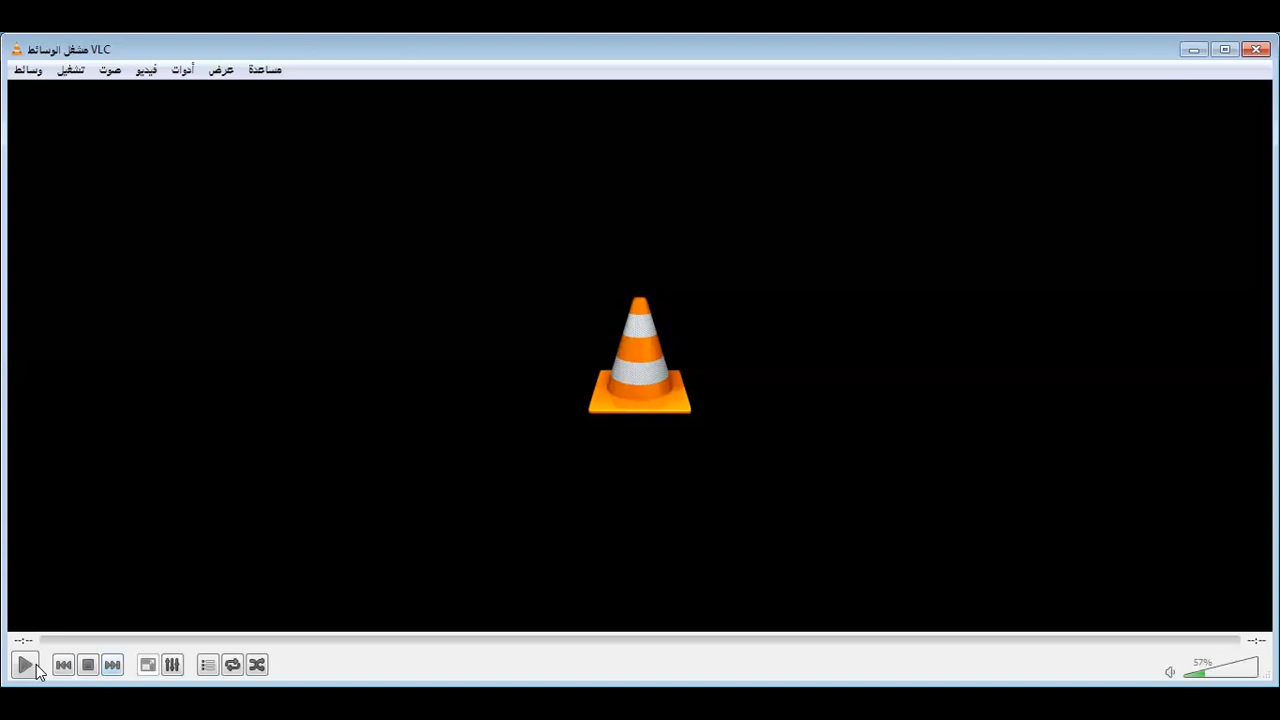 مشغل الوسائط VLC
وسائط تشغيل صوت فيديو أدوات عرض مساعدة
--:-- --:--
57%